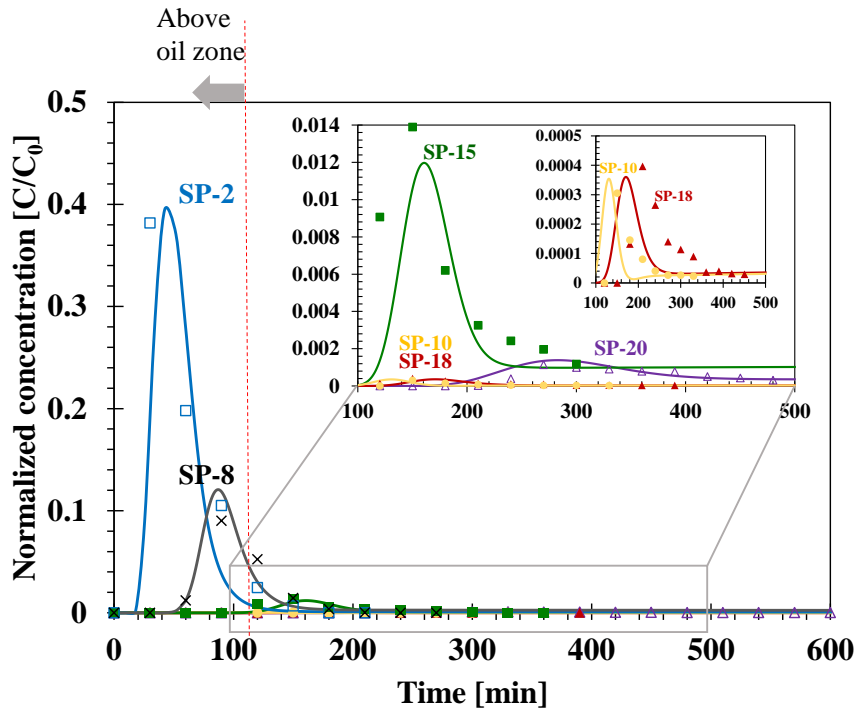 Above
oil zone
Normalized concentration [C/C0]
0.5
0.4
0.3
0.2
0.1
0
SP-2
SP-8
0.014
0.012
0.01
0.008
0.006
0.004
0.002
0
SP-15
SP-10
SP-18
SP-20
100
200
300
400
500
0.0005
0.0004
0.0003
0.0002
0.0001
0
SP-10
SP-18
100 200 300 400 500
0 100 200 300 400 500 600
Time [min]